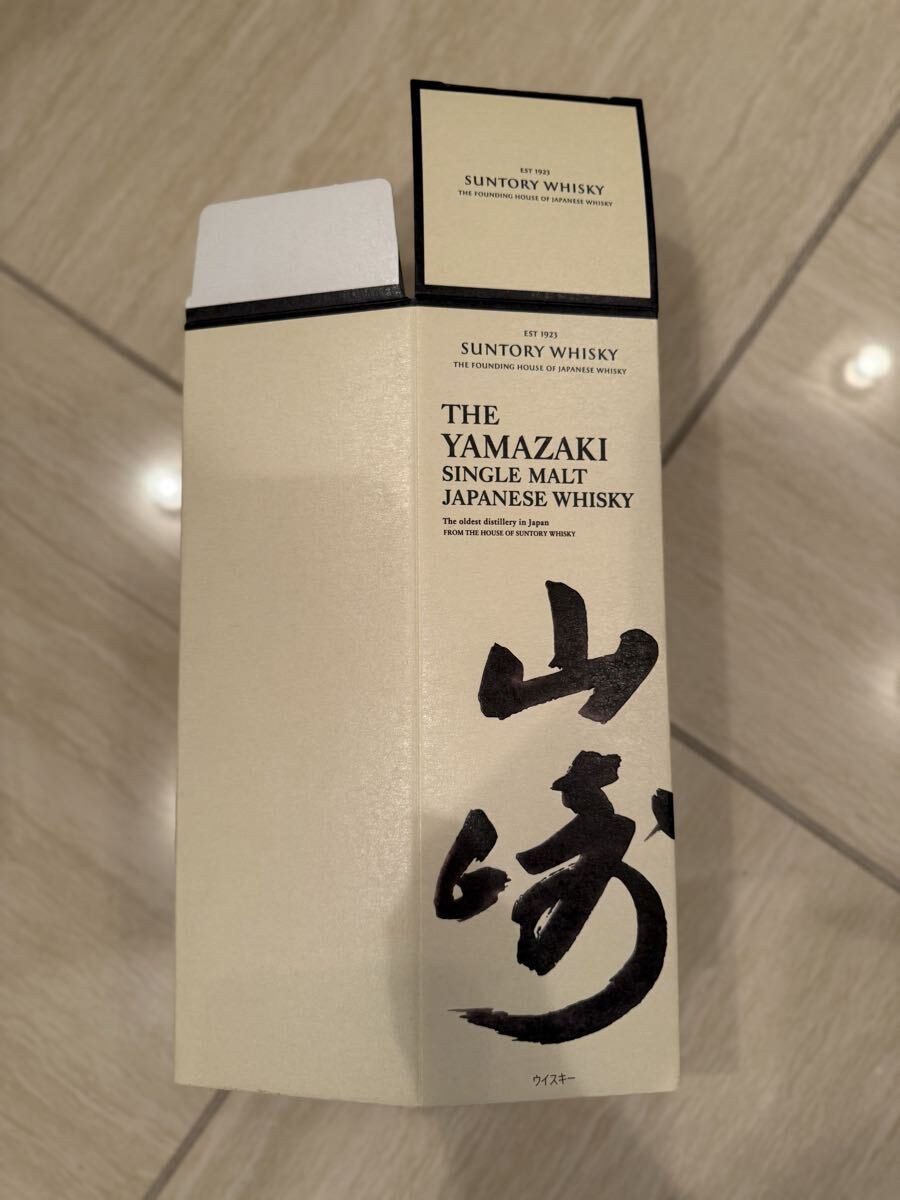 EST 1923
SUNTORY WHISKY
THE FOUNDING HOUSE OF JAPANESE WHISKY
EST 1923
SUNTORY WHISKY
THE FOUNDING HOUSE OF JAPANESE WHISKY
THE
YAMAZAKI
SINGLE MALT
JAPANESE WHISKY
The oldest distillery in Japan
FROM THE HOUSE OF SUNTORY WHISKY
山
崎
ウイスキー